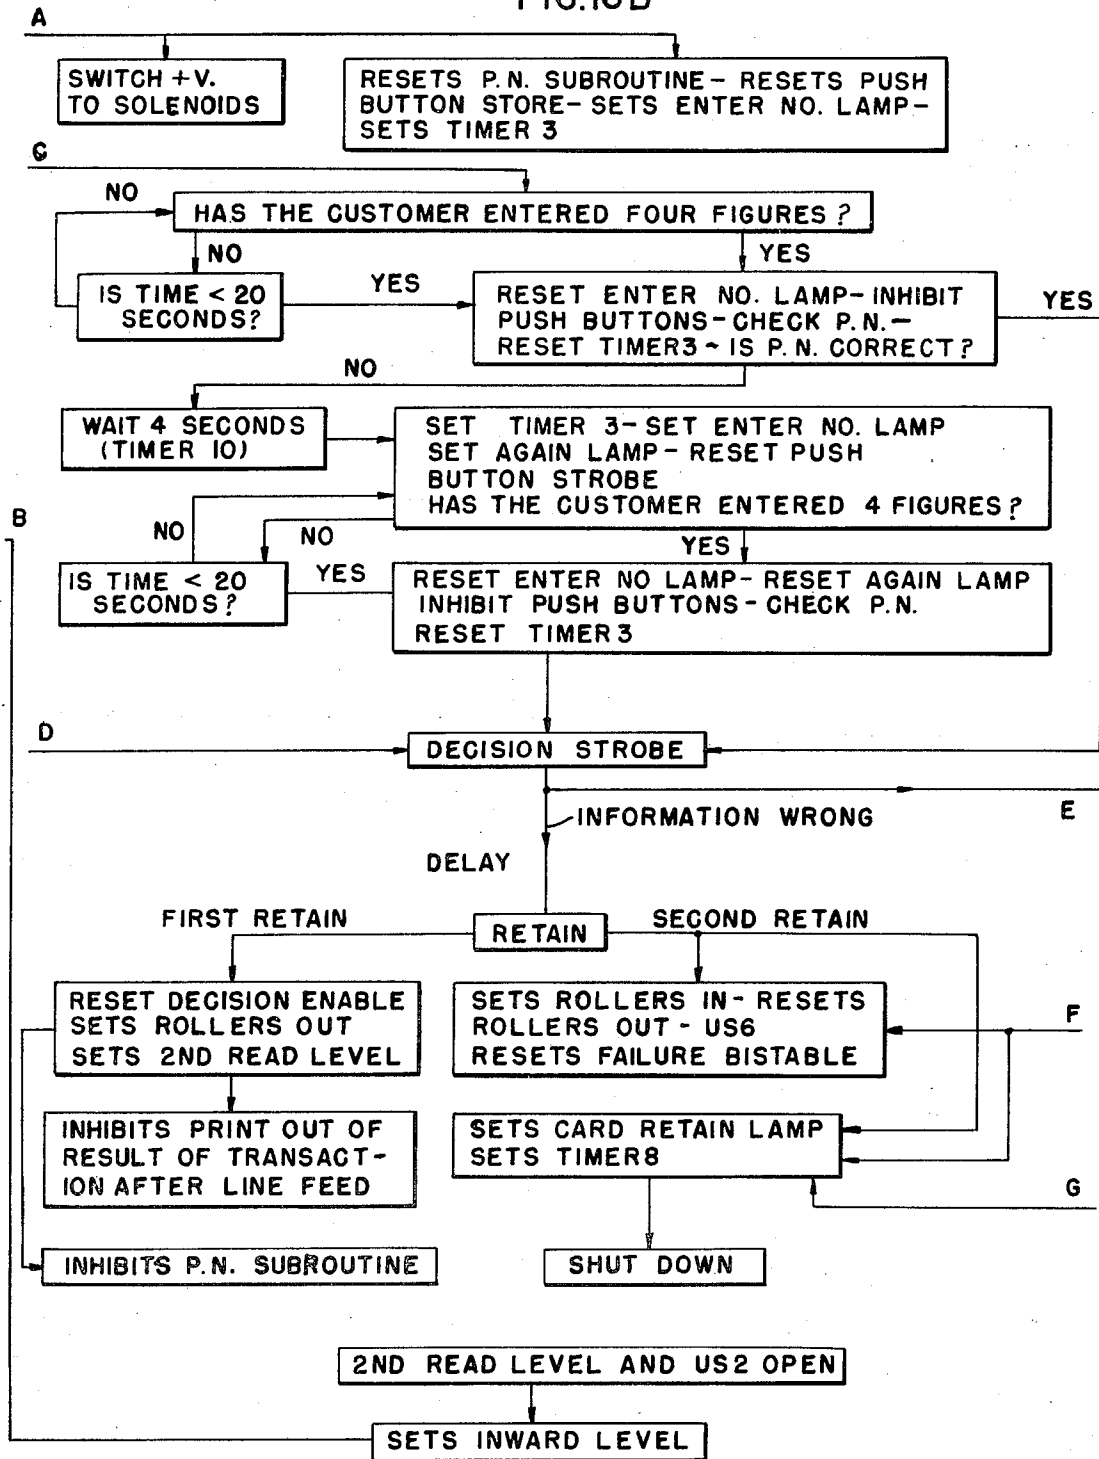 A
SWITCH +V.
TO SOLENOIDS
RESETS P.N. SUBROUTINE- RESETS PUSH
BUTTON STORE- SETS ENTER NO. LAMP-
SETS TIMER 3
C
NO
HAS THE CUSTOMER ENTERED FOUR FIGURES ?
NO
YES
IS TIME < 20
SECONDS?
YES
RESET ENTER NO. LAMP-INHIBIT
PUSH BUTTONS-CHECK P.N.-
RESET TIMER3- IS P.N. CORRECT ?
YES
NO
WAIT 4 SECONDS
(TIMER 10)
SET TIMER 3-SET ENTER NO. LAMP
SET AGAIN LAMP- RESET PUSH
BUTTON STROBE
HAS THE CUSTOMER ENTERED 4 FIGURES ?
B
NO
NO
YES
IS TIME < 20
SECONDS?
YES
RESET ENTER NO LAMP- RESET AGAIN LAMP
INHIBIT PUSH BUTTONS-CHECK P.N.
RESET TIMER3
D
DECISION STROBE
E
INFORMATION WRONG
DELAY
FIRST RETAIN
RETAIN
SECOND RETAIN
RESET DECISION ENABLE
SETS ROLLERS OUT
SETS 2ND READ LEVEL
SETS ROLLERS IN- RESETS
ROLLERS OUT - US6
RESETS FAILURE BISTABLE
F
INHIBITS PRINT OUT OF
RESULT OF TRANSACT-
ION AFTER LINE FEED
SETS CARD RETAIN LAMP
SETS TIMER8
G
INHIBITS P.N. SUBROUTINE
SHUT DOWN
2ND READ LEVEL AND US2 OPEN
SETS INWARD LEVEL